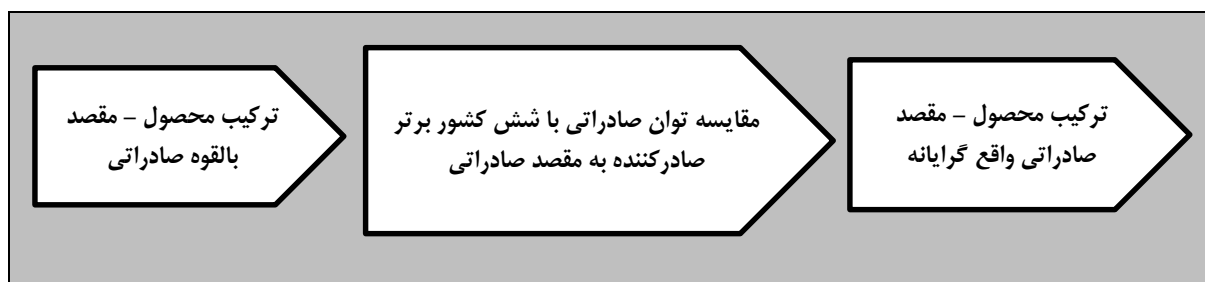 ترکیب محصول – مقصد
بالقوه صادراتی
مقایسه توان صادراتی با شش کشور برتر
صادرکننده به مقصد صادراتی
ترکیب محصول – مقصد
صادراتی واقع گرایانه